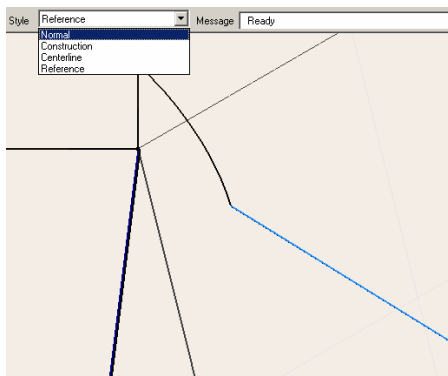 Style Reference Message Ready
Normal
Construction
Centerline
Reference